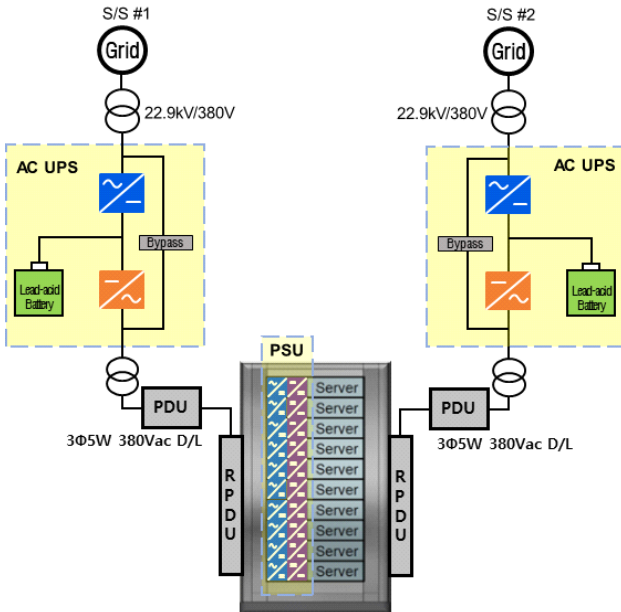 S/S #1
S/S #2
Grid
Grid
22.9kV/380V
22.9kV/380V
AC UPS
AC UPS
Bypass
Bypass
Lead-acid
Battery
Lead-acid
Battery
PSU
PDU
PDU
3Φ5W 380Vac D/L
3Φ5W 380Vac D/L
RPDU
RPDU
Server
Server
Server
Server
Server
Server
Server
Server
Server
Server